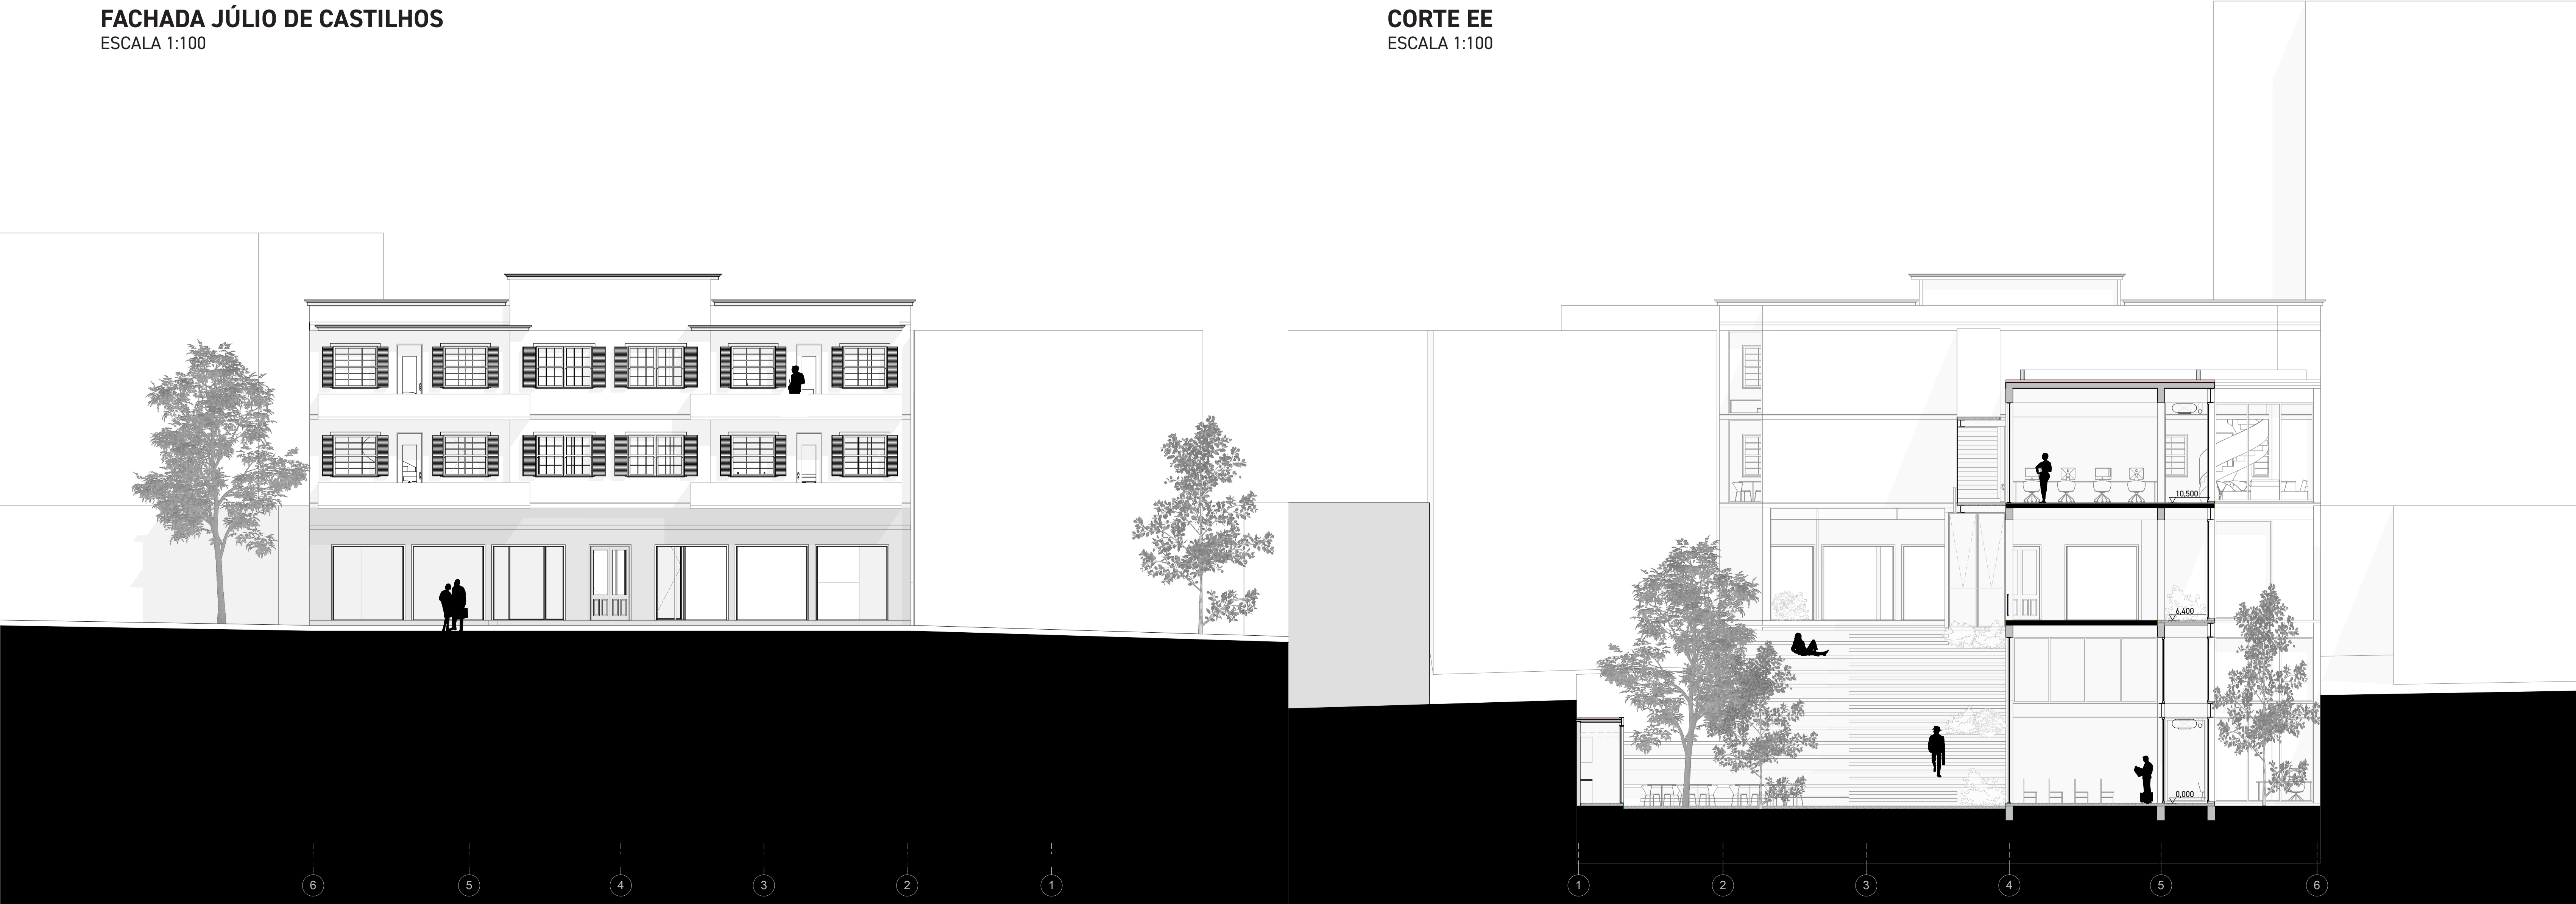 FACHADA JÚLIO DE CASTILHOS
ESCALA 1:100
CORTE EE
ESCALA 1:100
10,500
6,400
0,000
6 5 4 3 2 1
1 2 3 4 5 6